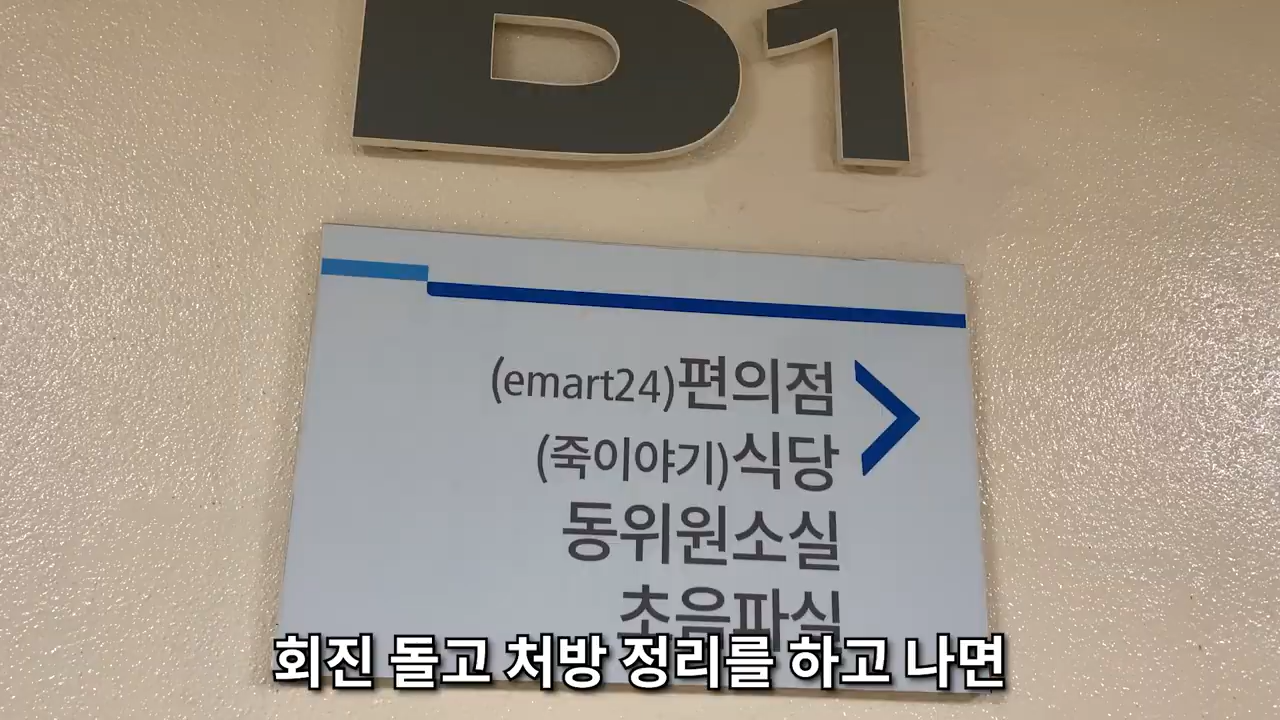 B1
(emart24)편의점
(죽이야기)식당
동위원소실
초음파실
회진 돌고 처방 정리를 하고 나면